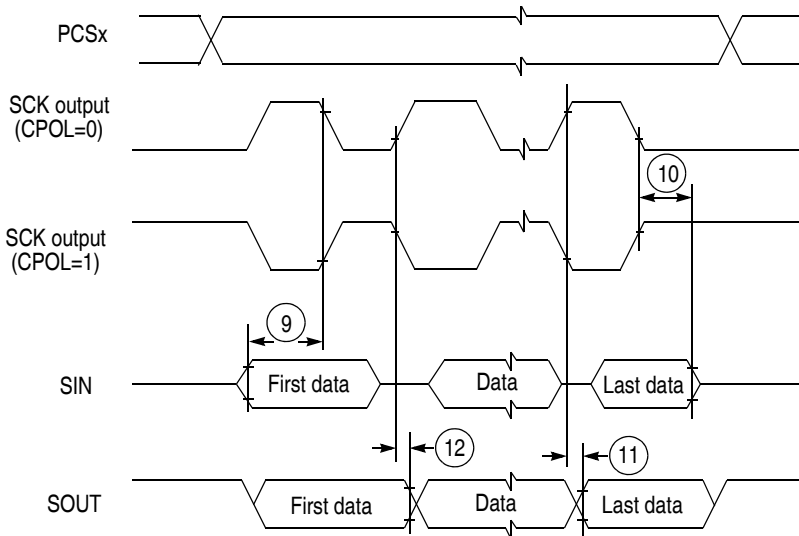 PCSx
SCK output
(CPOL=0)
10
SCK output
(CPOL=1)
9
SIN
First data
Data
Last data
12
11
SOUT
First data
Data
Last data